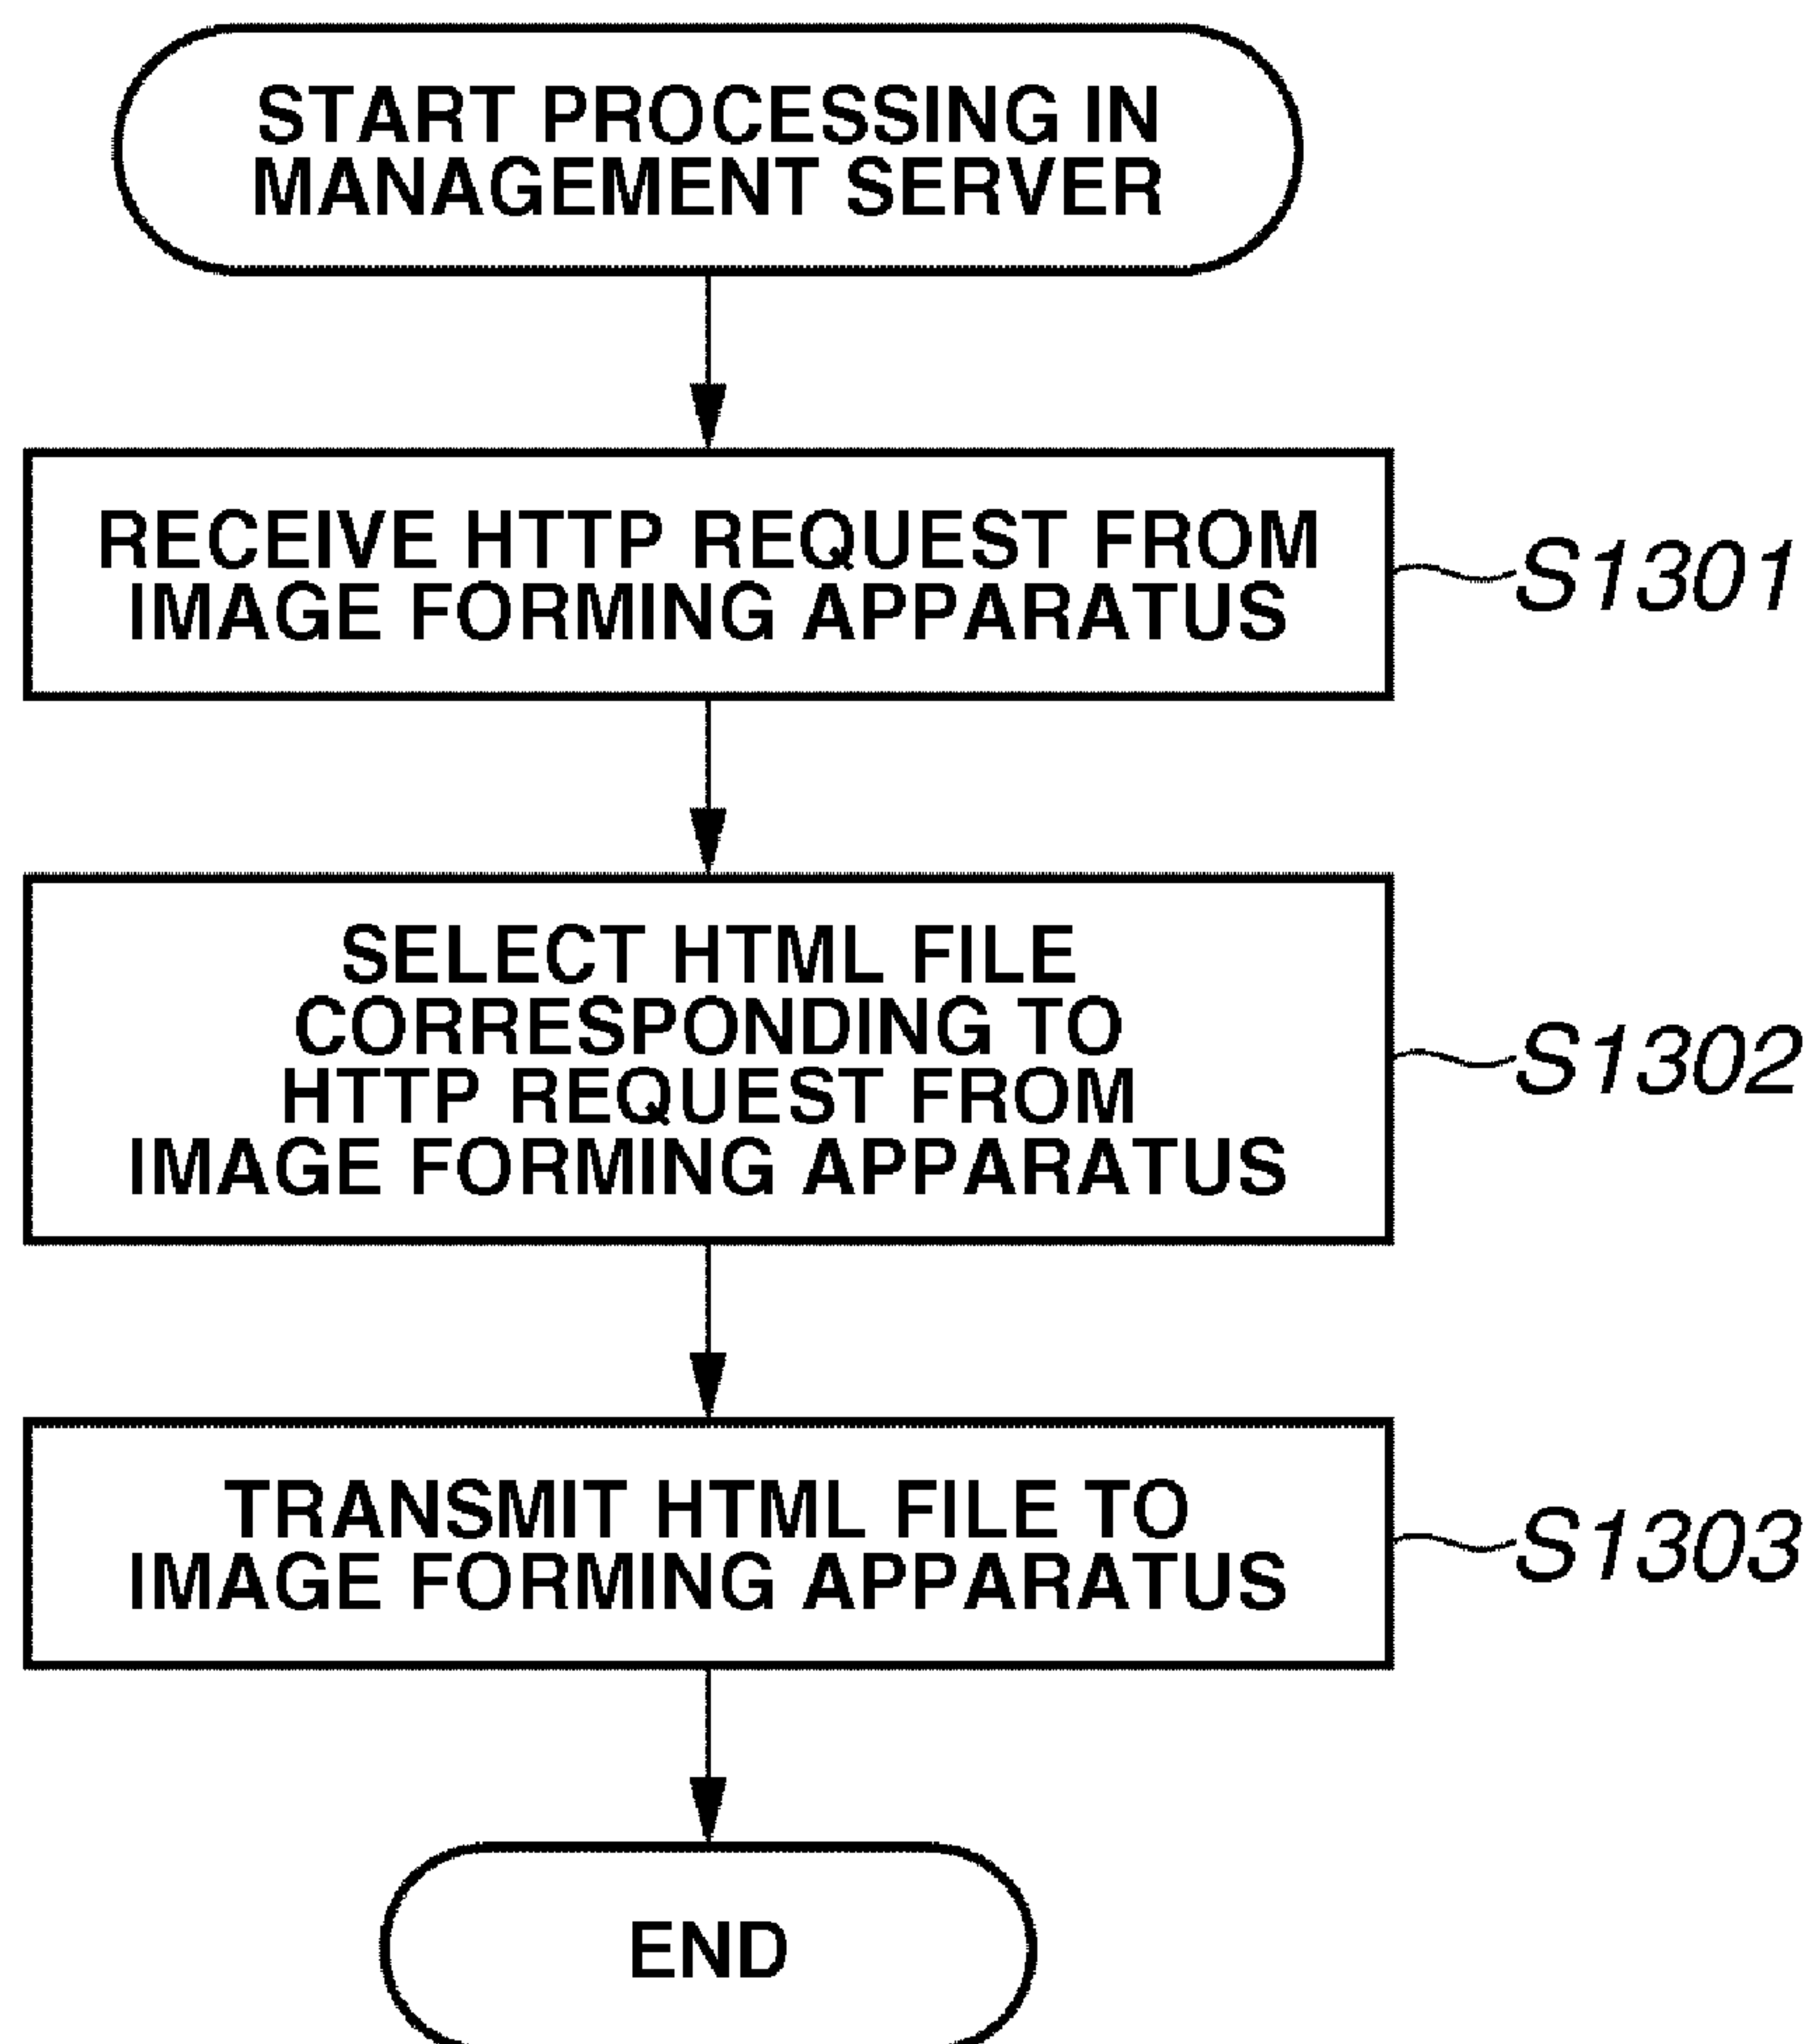 START PROCESSING IN
MANAGEMENT SERVER
RECEIVE HTTP REQUEST FROM
IMAGE FORMING APPARATUS
S1301
SELECT HTML FILE
CORRESPONDING TO
HTTP REQUEST FROM
IMAGE FORMING APPARATUS
S1302
TRANSMIT HTML FILE TO
IMAGE FORMING APPARATUS
S1303
END